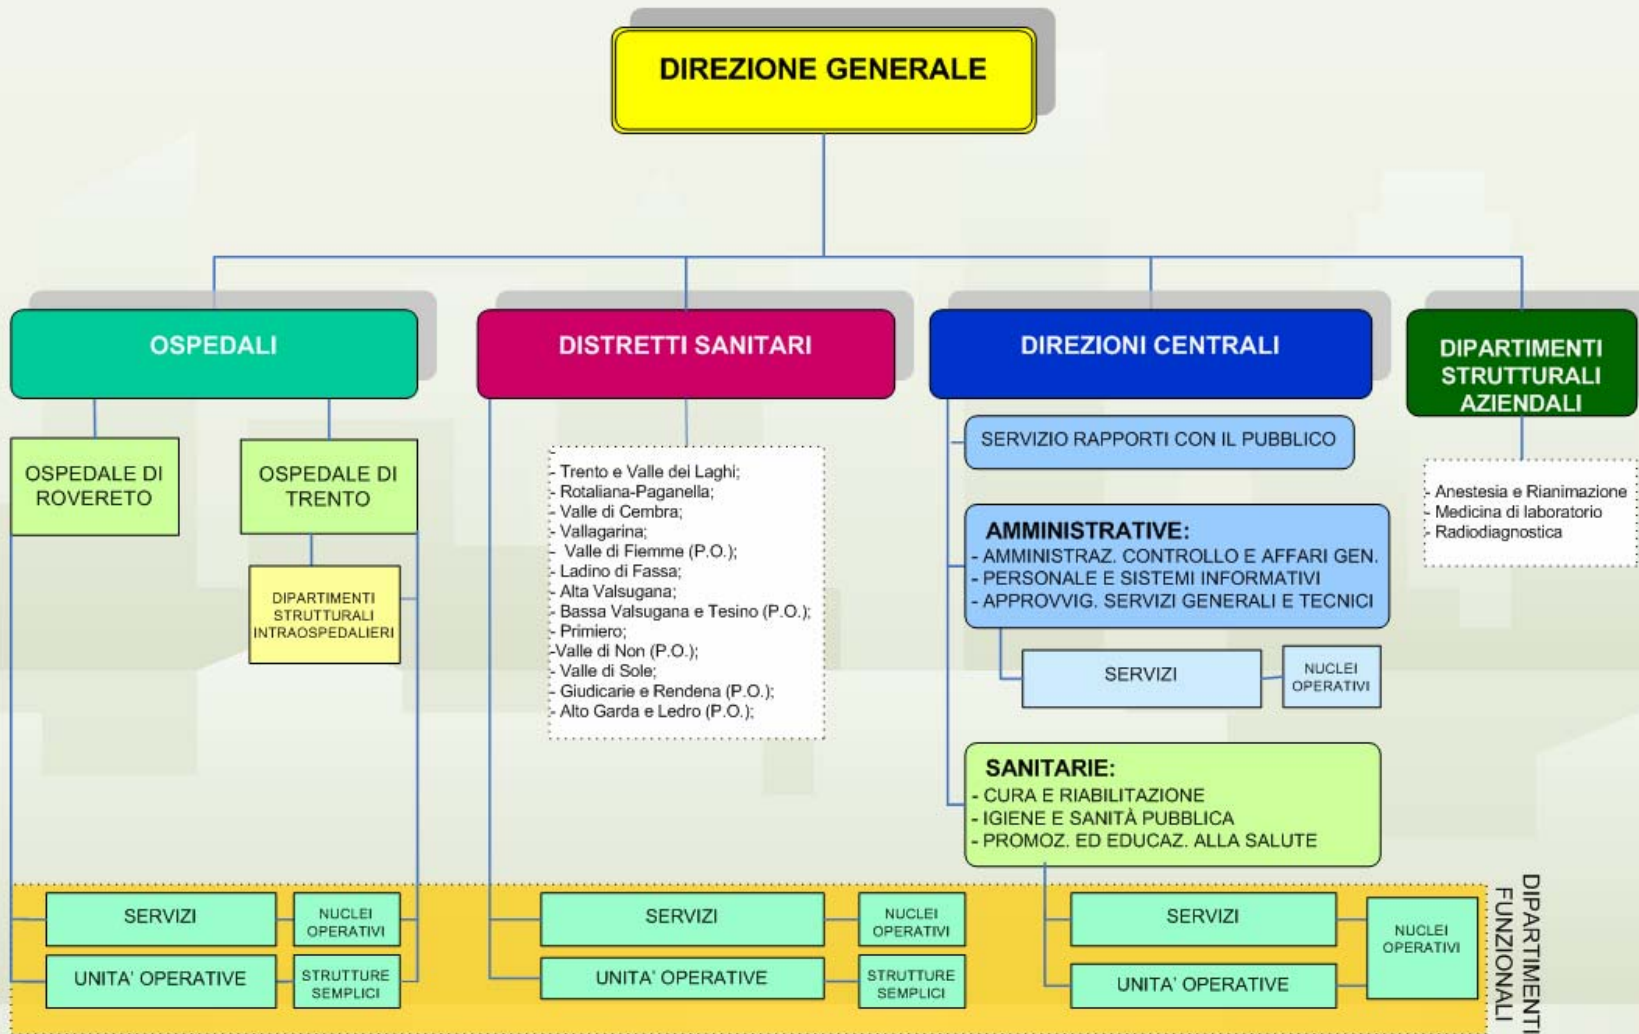 DIREZIONE GENERALE
OSPEDALI
OSPEDALE DI
ROVERETO
OSPEDALE DI
TRENTO
DIPARTIMENTI
STRUTTURALI
INTRAOSPEDALIERI
DISTRETTI SANITARI
- Trento e Valle dei Laghi;
- Rotaliana-Paganella;
- Valle di Cembra;
- Vallagarina;
- Valle di Fiemme (P.O.);
- Ladino di Fassa;
- Alta Valsugana;
- Bassa Valsugana e Tesino (P.O.);
- Primiero;
-Valle di Non (P.O.);
- Valle di Sole;
- Giudicarie e Rendena (P.O.);
- Alto Garda e Ledro (P.O.);
DIREZIONI CENTRALI
SERVIZIO RAPPORTI CON IL PUBBLICO
AMMINISTRATIVE:
- AMMINISTRAZ. CONTROLLO E AFFARI GEN.
- PERSONALE E SISTEMI INFORMATIVI
- APPROVVIG. SERVIZI GENERALI E TECNICI
SERVIZI
NUCLEI
OPERATIVI
SANITARIE:
- CURA E RIABILITAZIONE
- IGIENE E SANITÀ PUBBLICA
- PROMOZ. ED EDUCAZ. ALLA SALUTE
DIPARTIMENTI
STRUTTURALI
AZIENDALI
- Anestesia e Rianimazione
- Medicina di laboratorio
- Radiodiagnostica
SERVIZI
NUCLEI
OPERATIVI
UNITA' OPERATIVE
STRUTTURE
SEMPLICI
SERVIZI
NUCLEI
OPERATIVI
UNITA' OPERATIVE
STRUTTURE
SEMPLICI
SERVIZI
UNITA' OPERATIVE
NUCLEI
OPERATIVI
DIPARTIMENTI
FUNZIONALI